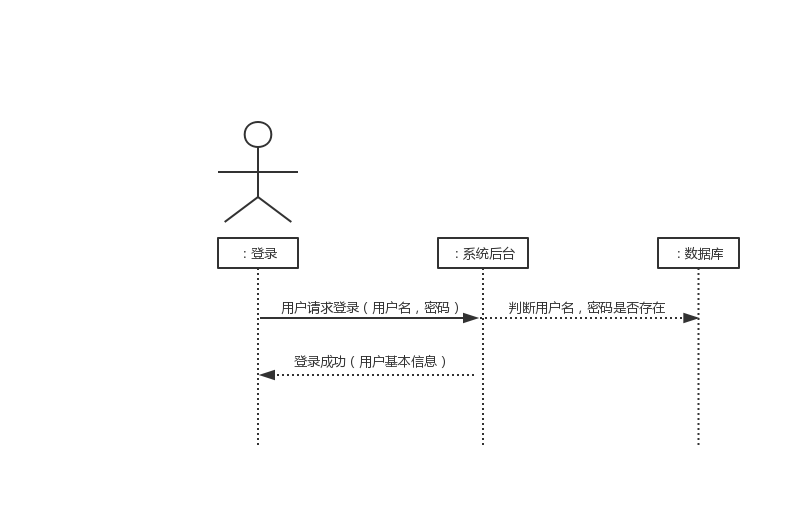 : 登录
: 系统后台
: 数据库
用户请求登录 ( 用户名 , 密码 )
判断用户名 , 密码是否存在
登录成功 ( 用户基本信息 )